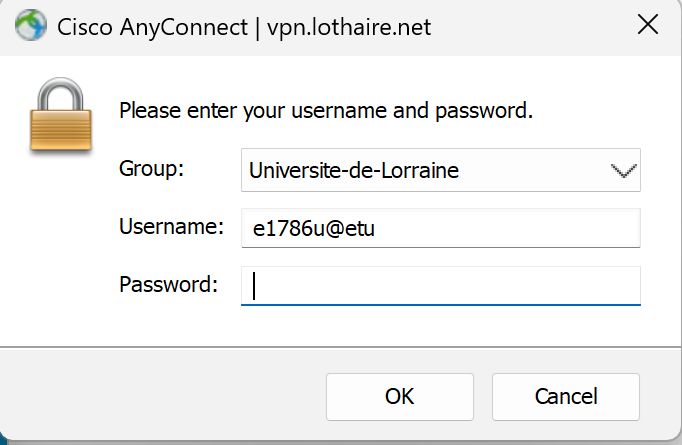 Cisco AnyConnect | vpn.lothaire.net
Please enter your username and password.
Group: Universite-de-Lorraine
Username: e1786u@etu
Password:
OK Cancel